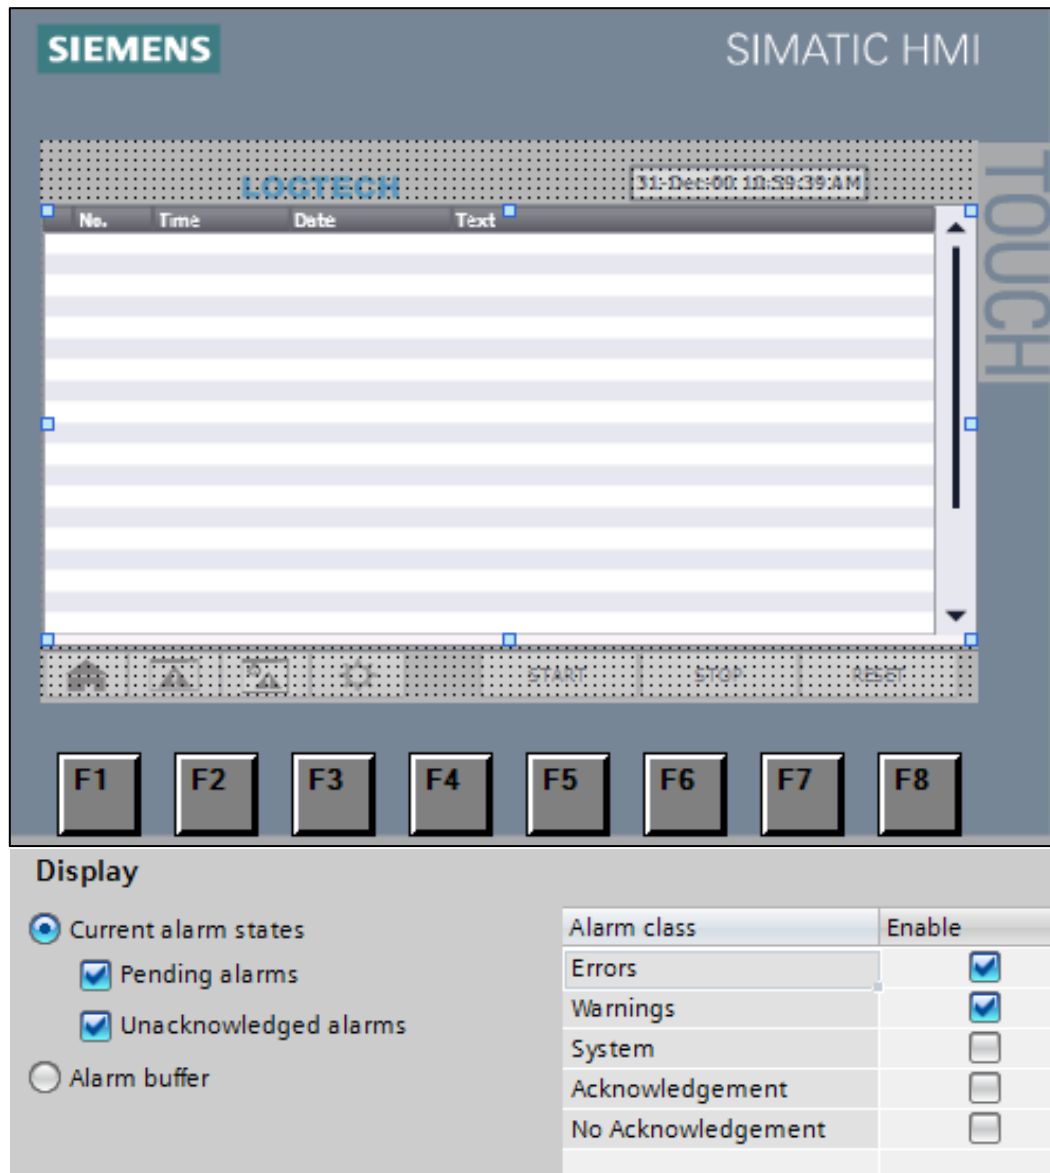 SIEMENS SIMATIC HMI
TOUCH
LOGTECH 31-Dec-00 10:59:39 AM
No. Time Date Text
START STOP RESET
F1 F2 F3 F4 F5 F6 F7 F8
Display
Current alarm states
Pending alarms
Unacknowledged alarms
Alarm buffer
Alarm class Enable
Errors
Warnings
System
Acknowledgement
No Acknowledgement